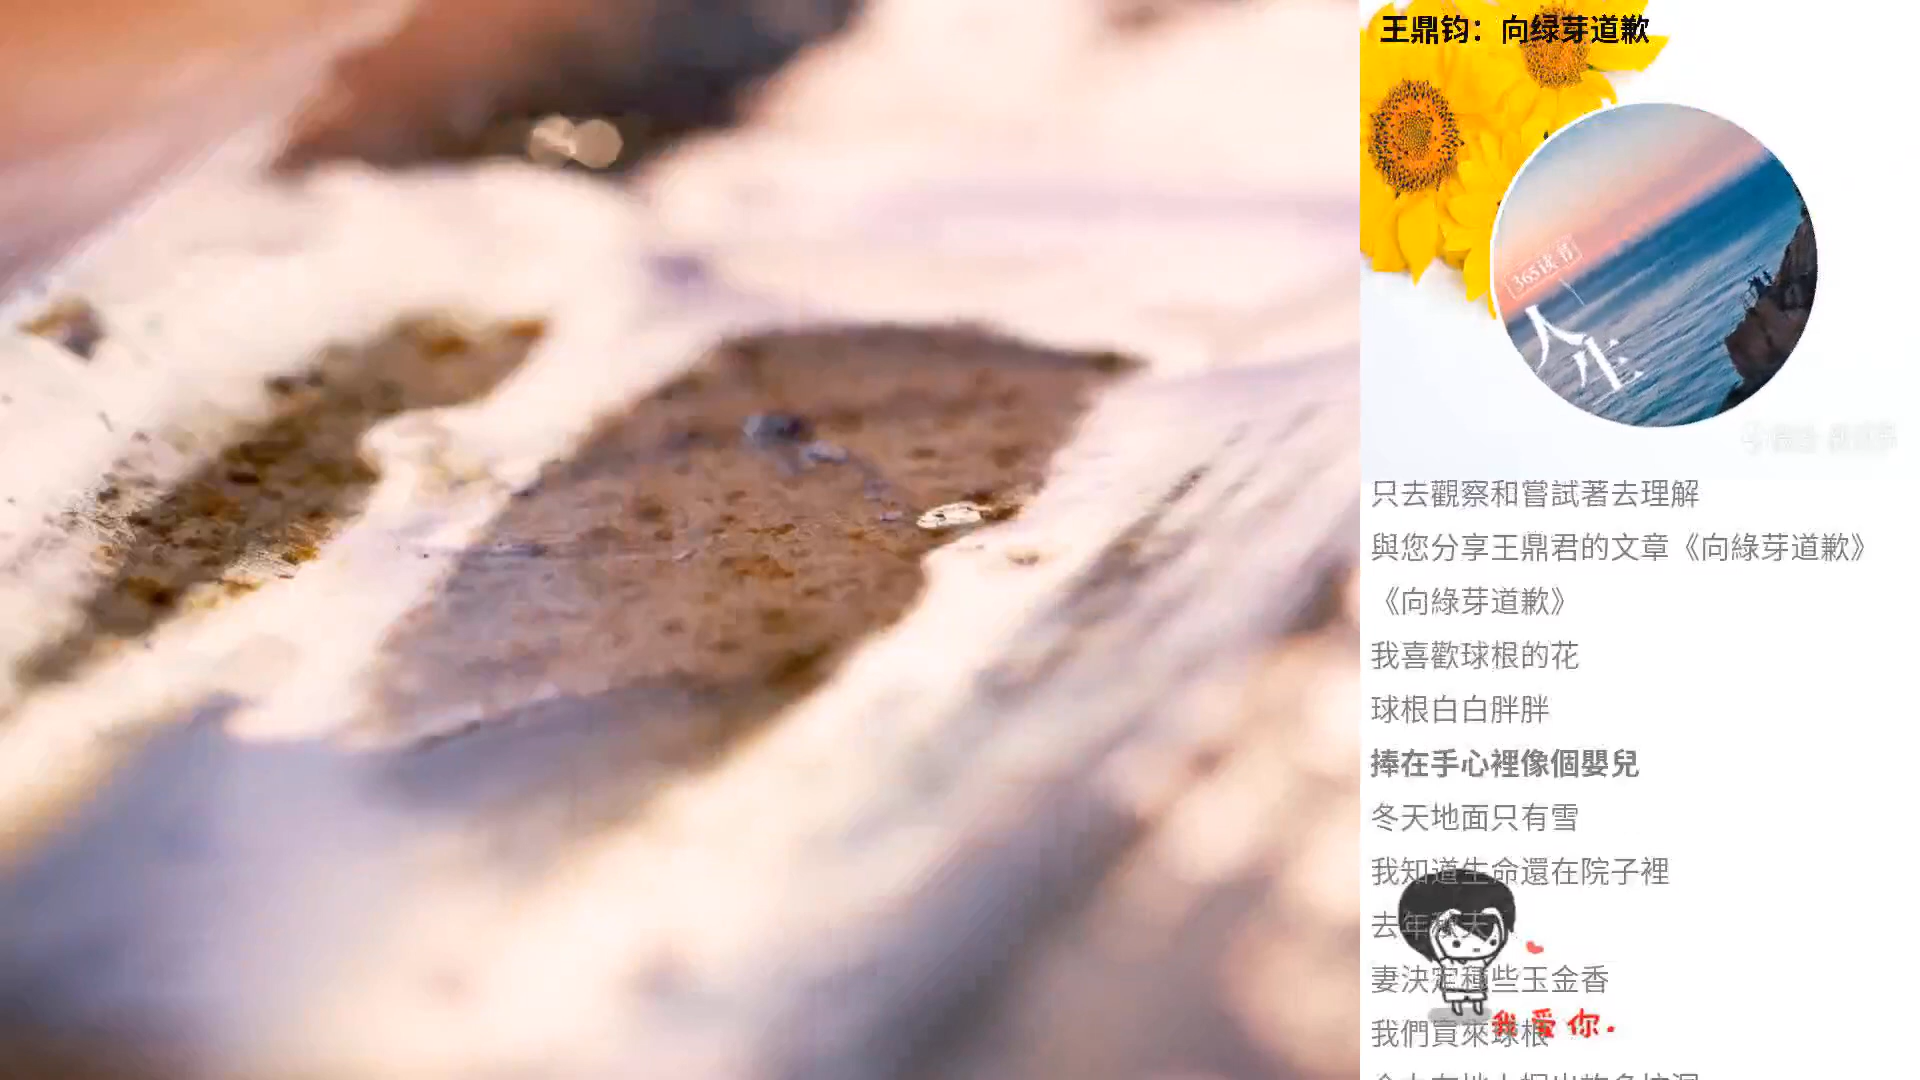 王鼎钧：向绿芽道歉
365读书
人生
只去觀察和嘗試著去理解
與您分享王鼎君的文章《向綠芽道歉》
《向綠芽道歉》
我喜歡球根的花
球根白白胖胖
捧在手心裡像個嬰兒
冬天地面只有雪
我知道生命還在院子裡
去年秋天
妻決定種些玉金香
我們買來球根
我愛你.